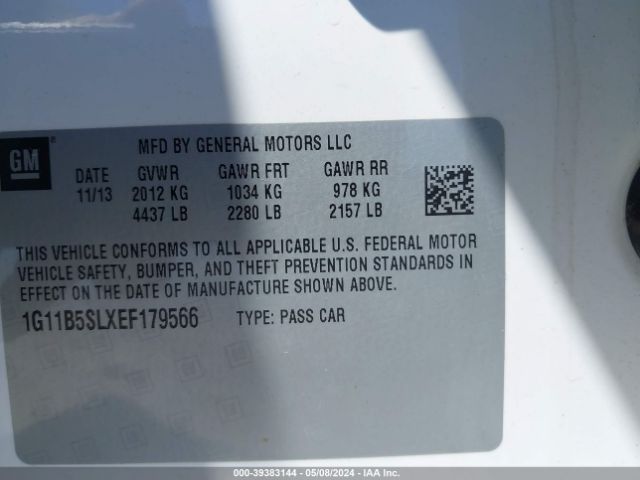 MFD BY GENERAL MOTORS LLC
GM ®
DATE GVWR GAWR FRT GAWR RR
11/13 2012 KG 1034 KG 978 KG
4437 LB 2280 LB 2157 LB
THIS VEHICLE CONFORMS TO ALL APPLICABLE U.S. FEDERAL MOTOR
VEHICLE SAFETY, BUMPER, AND THEFT PREVENTION STANDARDS IN
EFFECT ON THE DATE OF MANUFACTURE SHOWN ABOVE.
1G11B5SLXEF179566 TYPE: PASS CAR
000-39383144 - 05/08/2024 - IAA Inc.